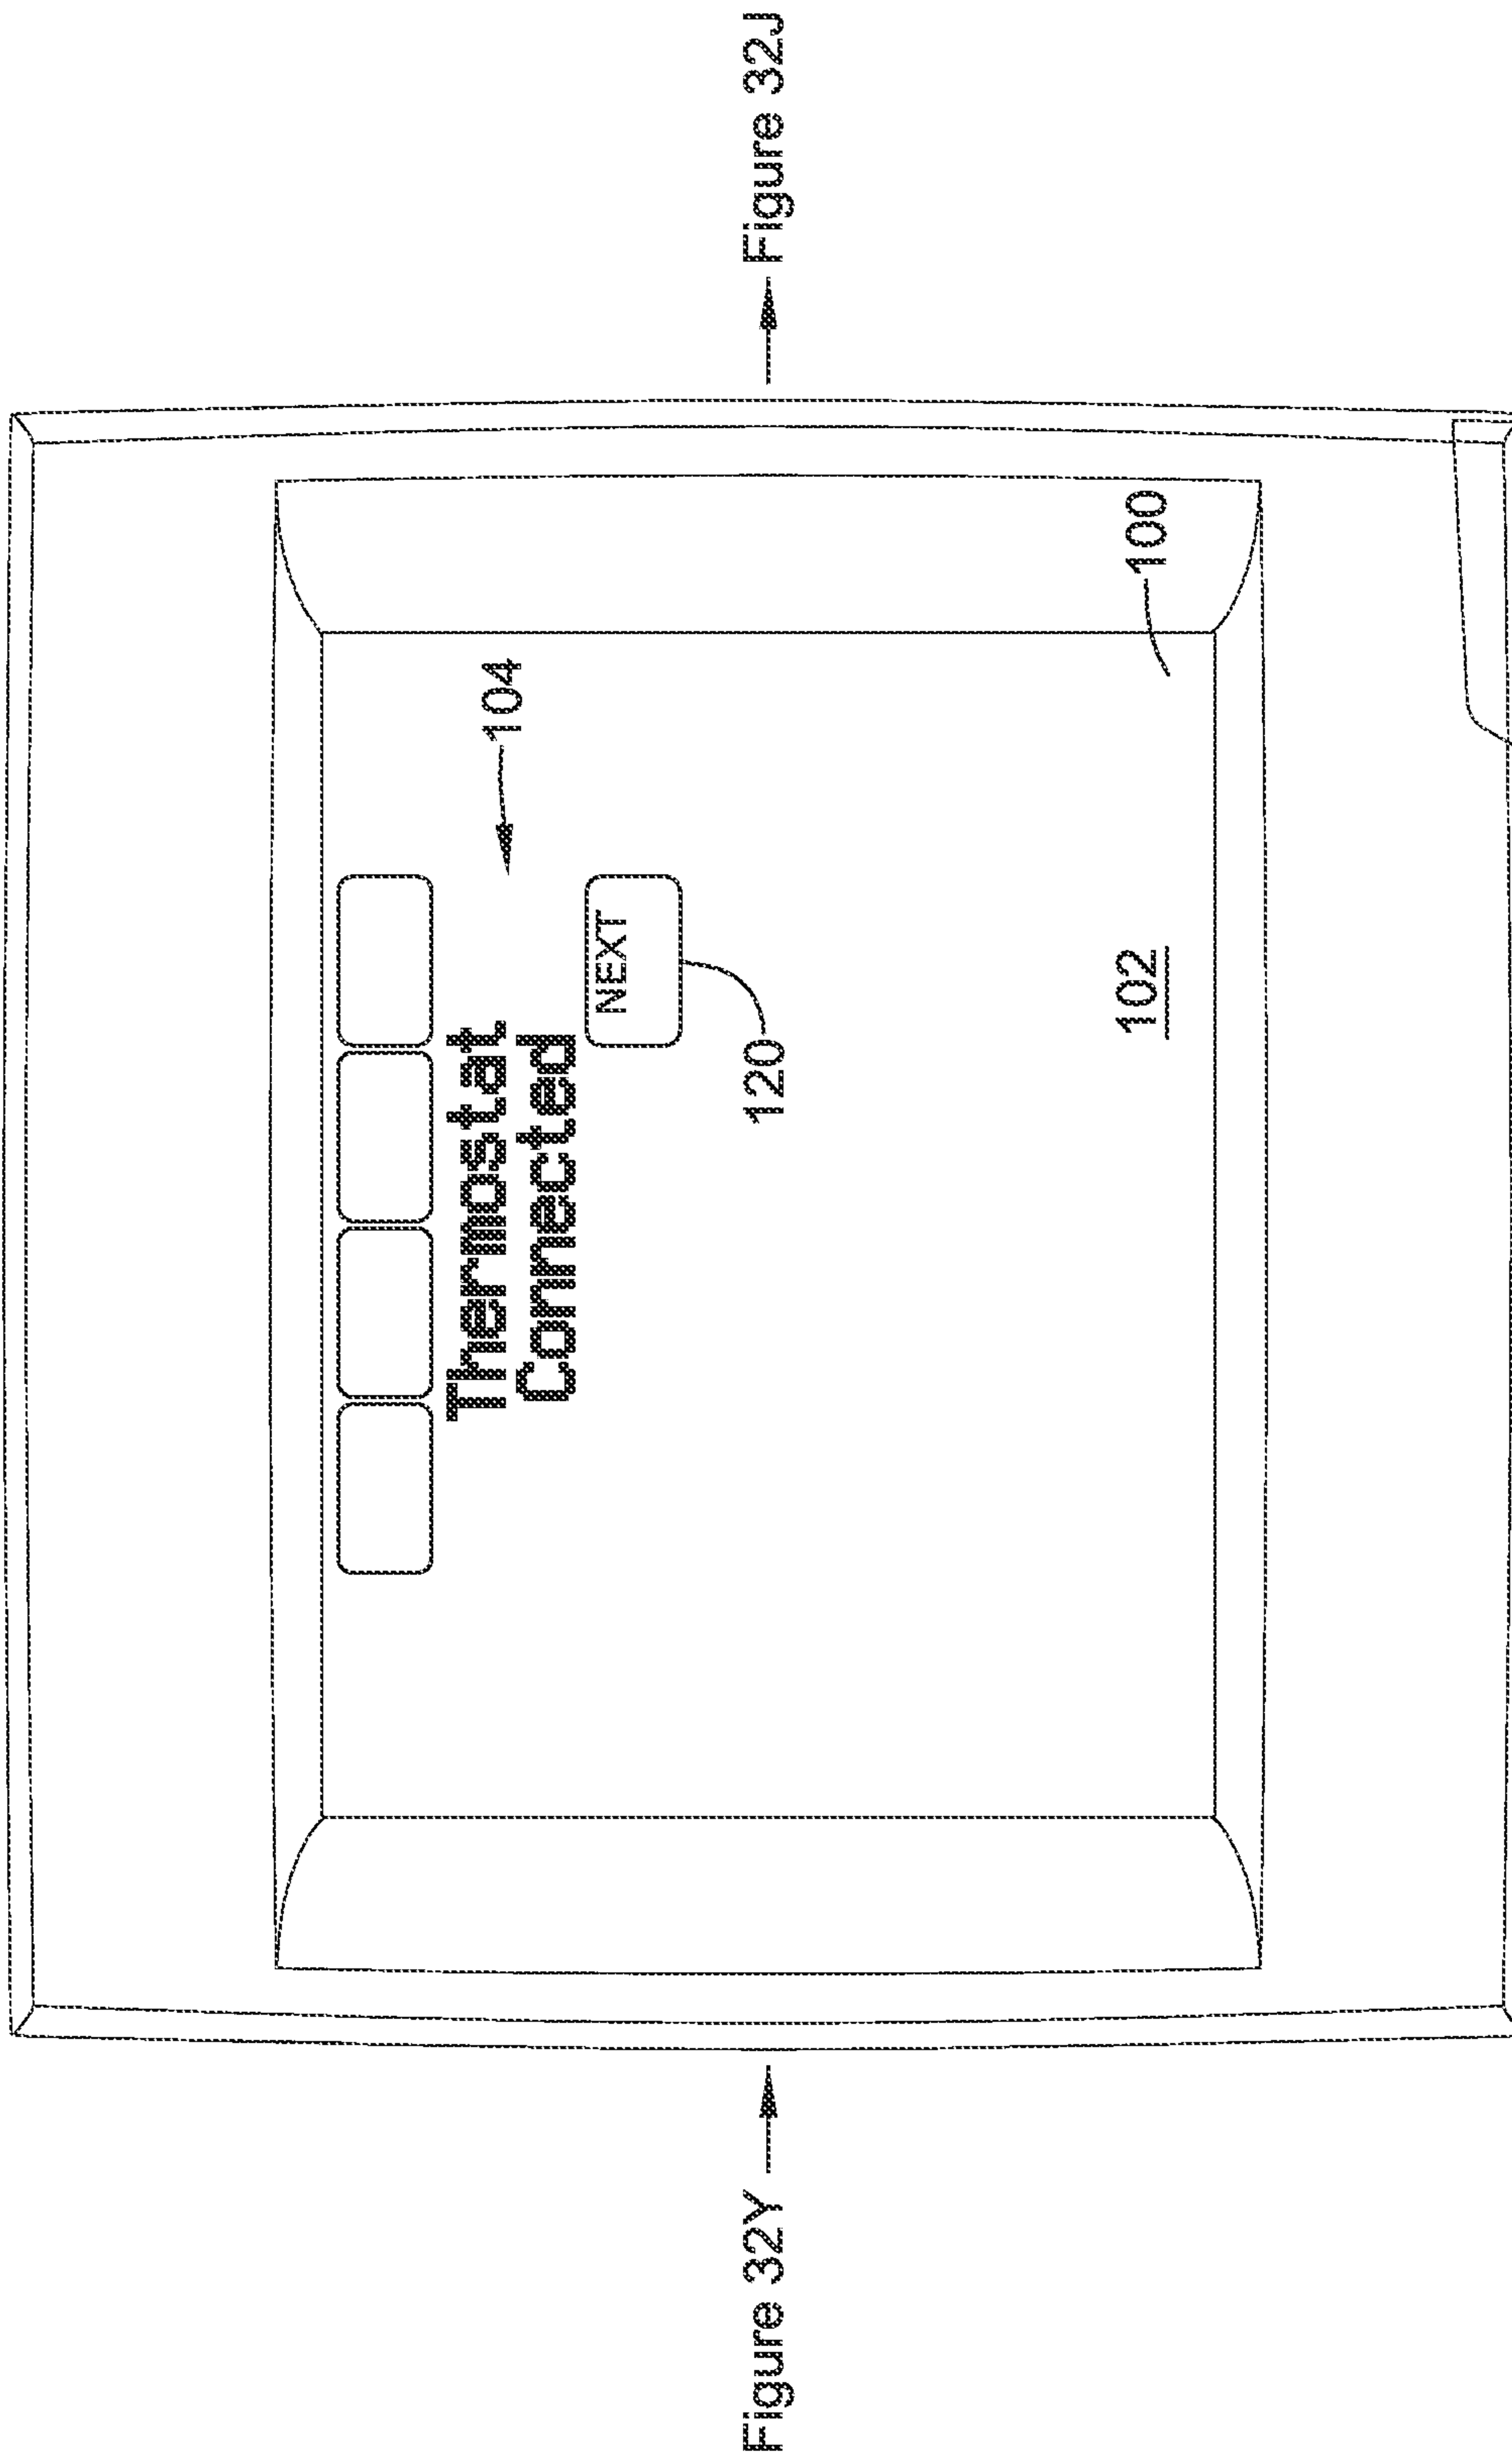 Thermostat
Connected
104
NEXT
120
Figure 32Y
Figure 32J
102
100